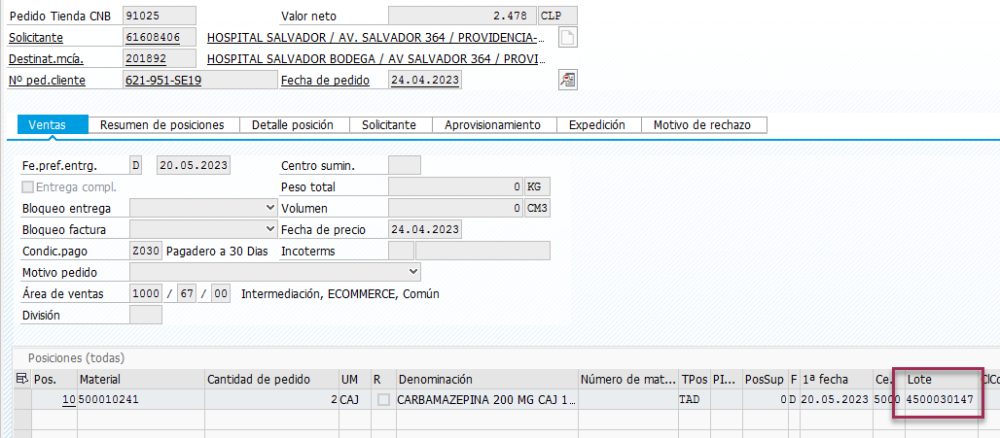 Pedido Tienda CNB 91025 Valor neto 2.478 CLP
Solicitante 61608406 HOSPITAL SALVADOR / AV. SALVADOR 364 / PROVIDENCIA-...
Destinat.mcía. 201892 HOSPITAL SALVADOR BODEGA / AV SALVADOR 364 / PROVI...
Nº ped.cliente 621-951-SE19 Fecha de pedido 24.04.2023
Ventas Resumen de posiciones Detalle posición Solicitante Aprovisionamiento Expedición Motivo de rechazo
Fe.pref.entrg. D 20.05.2023 Centro sumin.
Entrega compl. Peso total 0 KG
Bloqueo entrega Volumen 0 CM3
Bloqueo factura Fecha de precio 24.04.2023
Condic.pago Z030 Pagadero a 30 Dias Incoterms
Motivo pedido
Área de ventas 1000 / 67 / 00 Intermediación, ECOMMERCE, Común
División
Posiciones (todas)
Pos. Material Cantidad de pedido UM R Denominación Número de mat... TPos PI... PosSup F 1ª fecha Ce. Lote ClCo
10 500010241 2 CAJ CARBAMAZEPINA 200 MG CAJ 1... TAD 0 D 20.05.2023 5000 4500030147